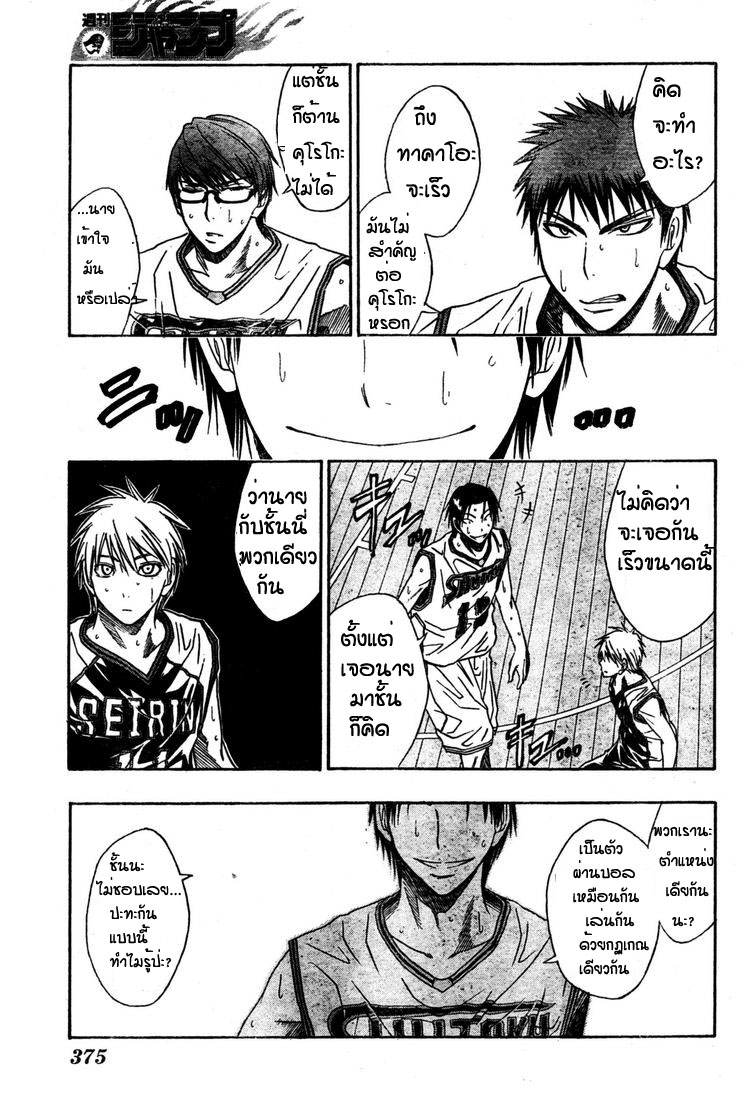 週刊
ジャンプ
คิด
จะทำ
อะไร?
ถึง
ทาคาโอะ
จะเร็ว
มันไม่
สำคัญ
ต่อ
คุโรโกะ
หรอก
แต่ชั้น
ก็ต้าน
คุโรโกะ
ไม่ได้
...นาย
เข้าใจ
มัน
หรือเปล่า
ไม่คิดว่า
จะเจอกัน
เร็วขนาดนี้
ตั้งแต่
เจอนาย
มาชั้น
ก็คิด
SHUTOKU
ว่านาย
กับชั้นนี่
พวกเดียว
กัน
SEIRIN
11
พวกเรานะ
ตำแหน่ง
เดียกัน
นะ?
เป็นตัว
ผ่านบอล
เหมือนกัน
เล่นกัน
ด้วยกฏเกณ
เดียวกัน
ชั้นนะ
ไม่ชอบเลย...
ปะทะกัน
แบบนี้
ทำไมรู้ป่ะ?
SHUTOKU
375